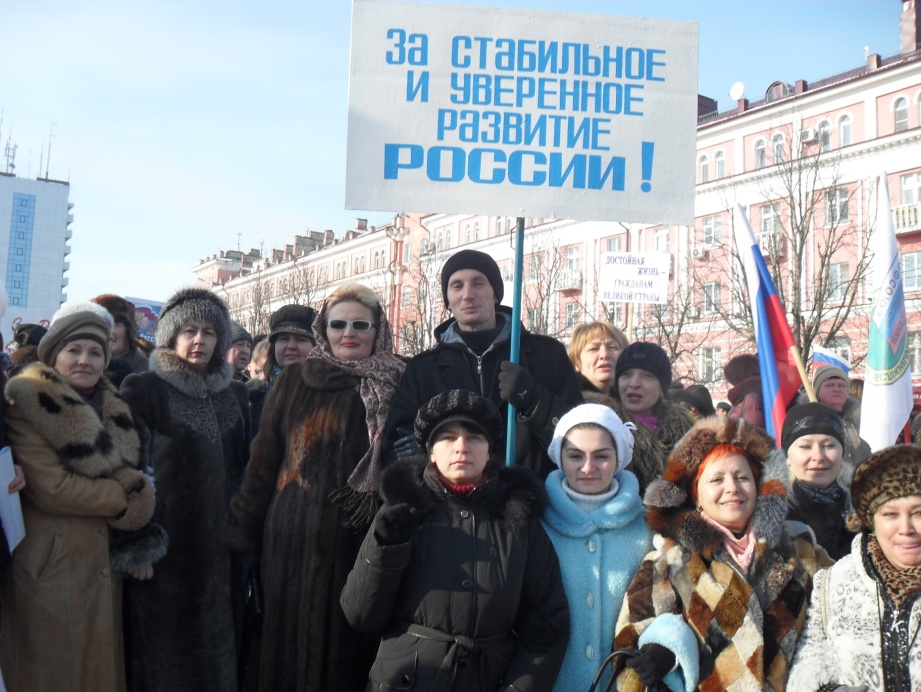 За СТАБИЛЬНОЕ
И УВЕРЕННОЕ
РАЗВИТИЕ
РОССИИ!
ДОСТОЙНАЯ
ЖИЗНЬ -
ГРАЖДАНАМ
ВЕЛИКОЙ СТРАНЫ